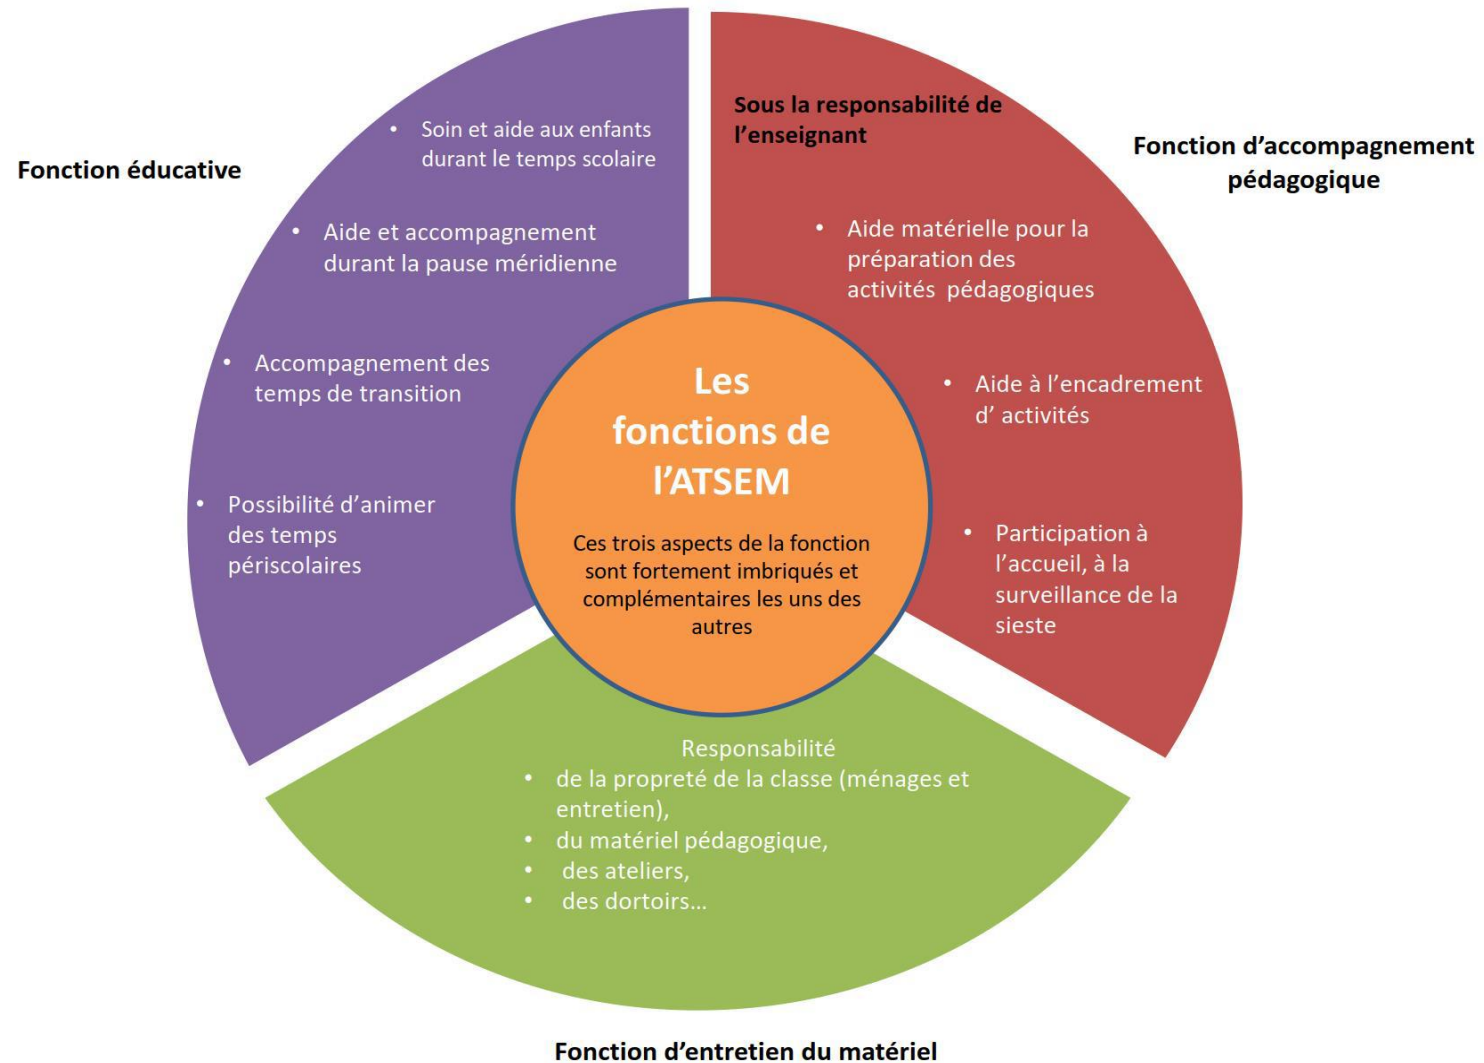 Fonction éducative
• Soin et aide aux enfants
durant le temps scolaire
• Aide et accompagnement
durant la pause méridienne
• Accompagnement des
temps de transition
• Possibilité d’animer
des temps
périscolaires
Sous la responsabilité de
l’enseignant
Fonction d’accompagnement
pédagogique
• Aide matérielle pour la
préparation des
activités  pédagogiques
• Aide à l’encadrement
d’ activités
• Participation à
l’accueil, à la
surveillance de la
sieste
Les
fonctions de
l’ATSEM
Ces trois aspects de la fonction
sont fortement imbriqués et
complémentaires les uns des
autres
Responsabilité
• de la propreté de la classe (ménages et
entretien),
• du matériel pédagogique,
• des ateliers,
• des dortoirs...
Fonction d’entretien du matériel